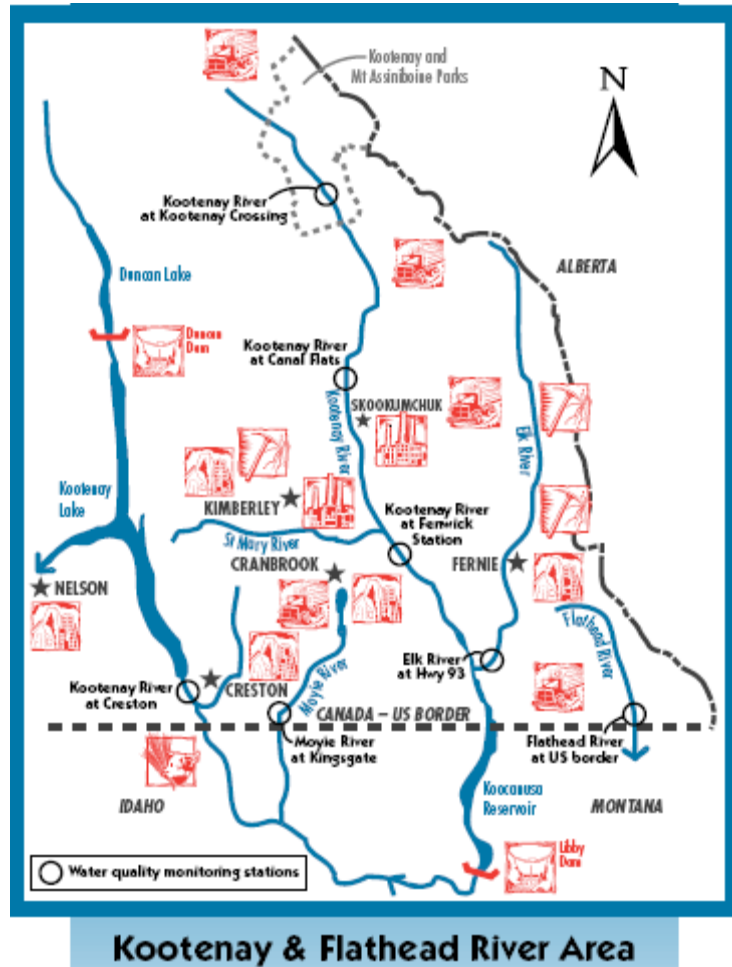 Kootenay and
Mt Assiniboine Parks
N
Kootenay River
at Kootenay Crossing
ALBERTA
Duncan Lake
Duncan
Dam
Kootenay River
at Canal Flats
SKOOKUMCHUK
Kootenay River
Elk River
Kootenay
Lake
KIMBERLEY
Kootenay River
at Fenwick
Station
St Mary River
CRANBROOK
FERNIE
NELSON
Flathead River
Elk River
at Hwy 93
Kootenay River
at Creston
CRESTON
Moyie River
CANADA – US BORDER
Moyie River
at Kingsgate
Flathead River
at US border
IDAHO
Koocanusa
Reservoir
MONTANA
Libby
Dam
Water quality monitoring stations
Kootenay & Flathead River Area